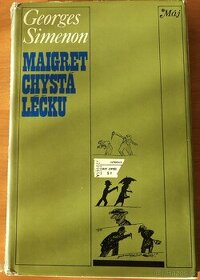 Georges
Simenon
Máj
MAIGRET
CHYSTÁ
LÉČKU